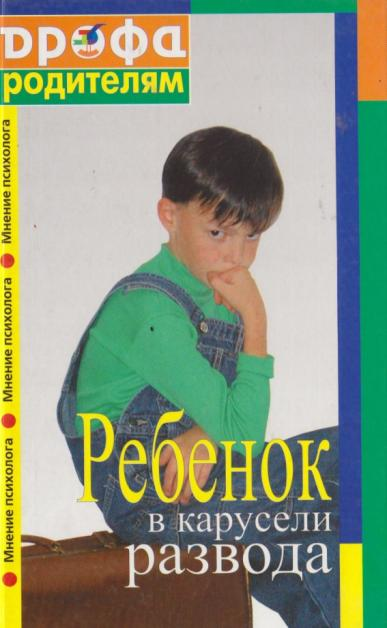 ДРОФА
РОДИТЕЛЯМ
Мнение психолога
Мнение психолога
Мнение психолога
Ребенок
в карусели
развода